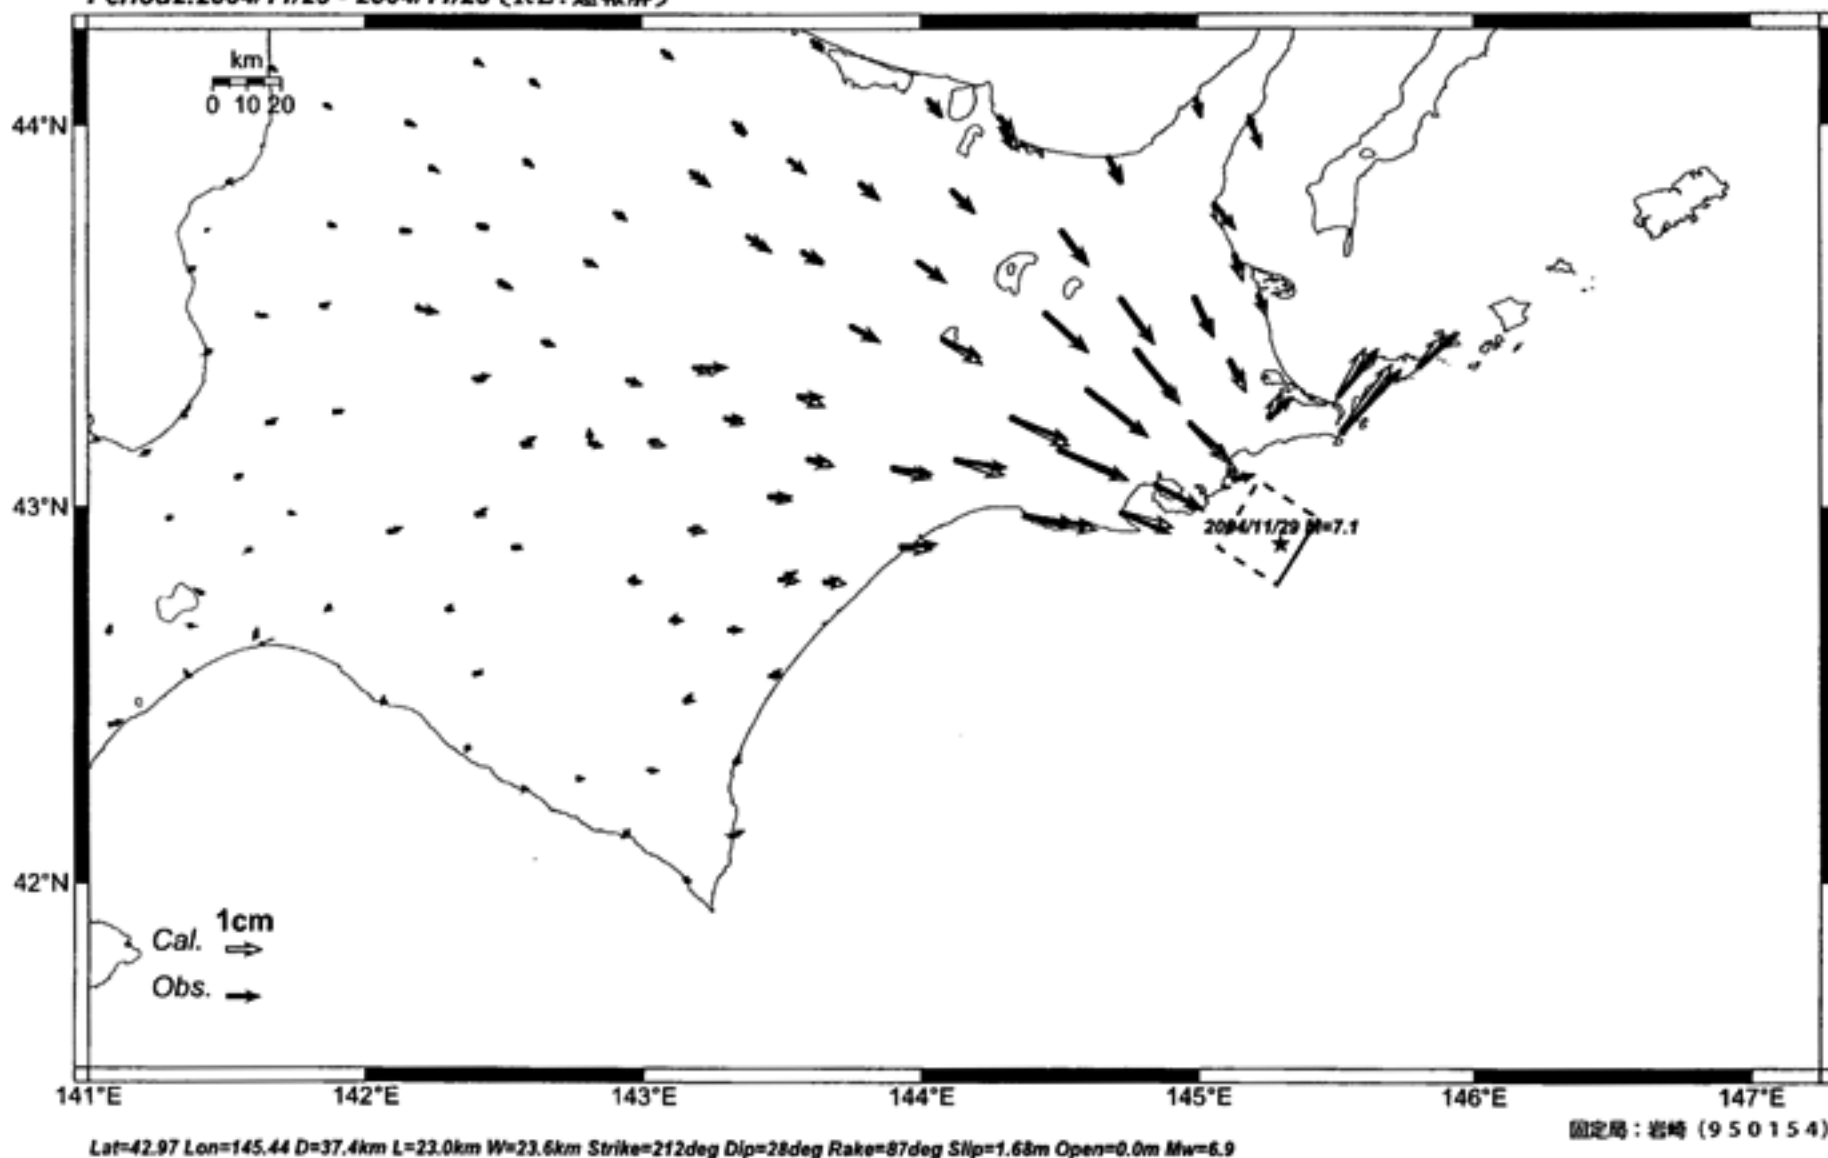 km
0 10 20
44°N
43°N
42°N
2004/11/29 M=7.1
1cm
Cal.
Obs.
141°E 142°E 143°E 144°E 145°E 146°E 147°E
固定局：岩崎（950154）
Lat=42.97 Lon=145.44 D=37.4km L=23.0km W=23.6km Strike=212deg Dip=28deg Rake=87deg Slip=1.68m Open=0.0m Mw=6.9